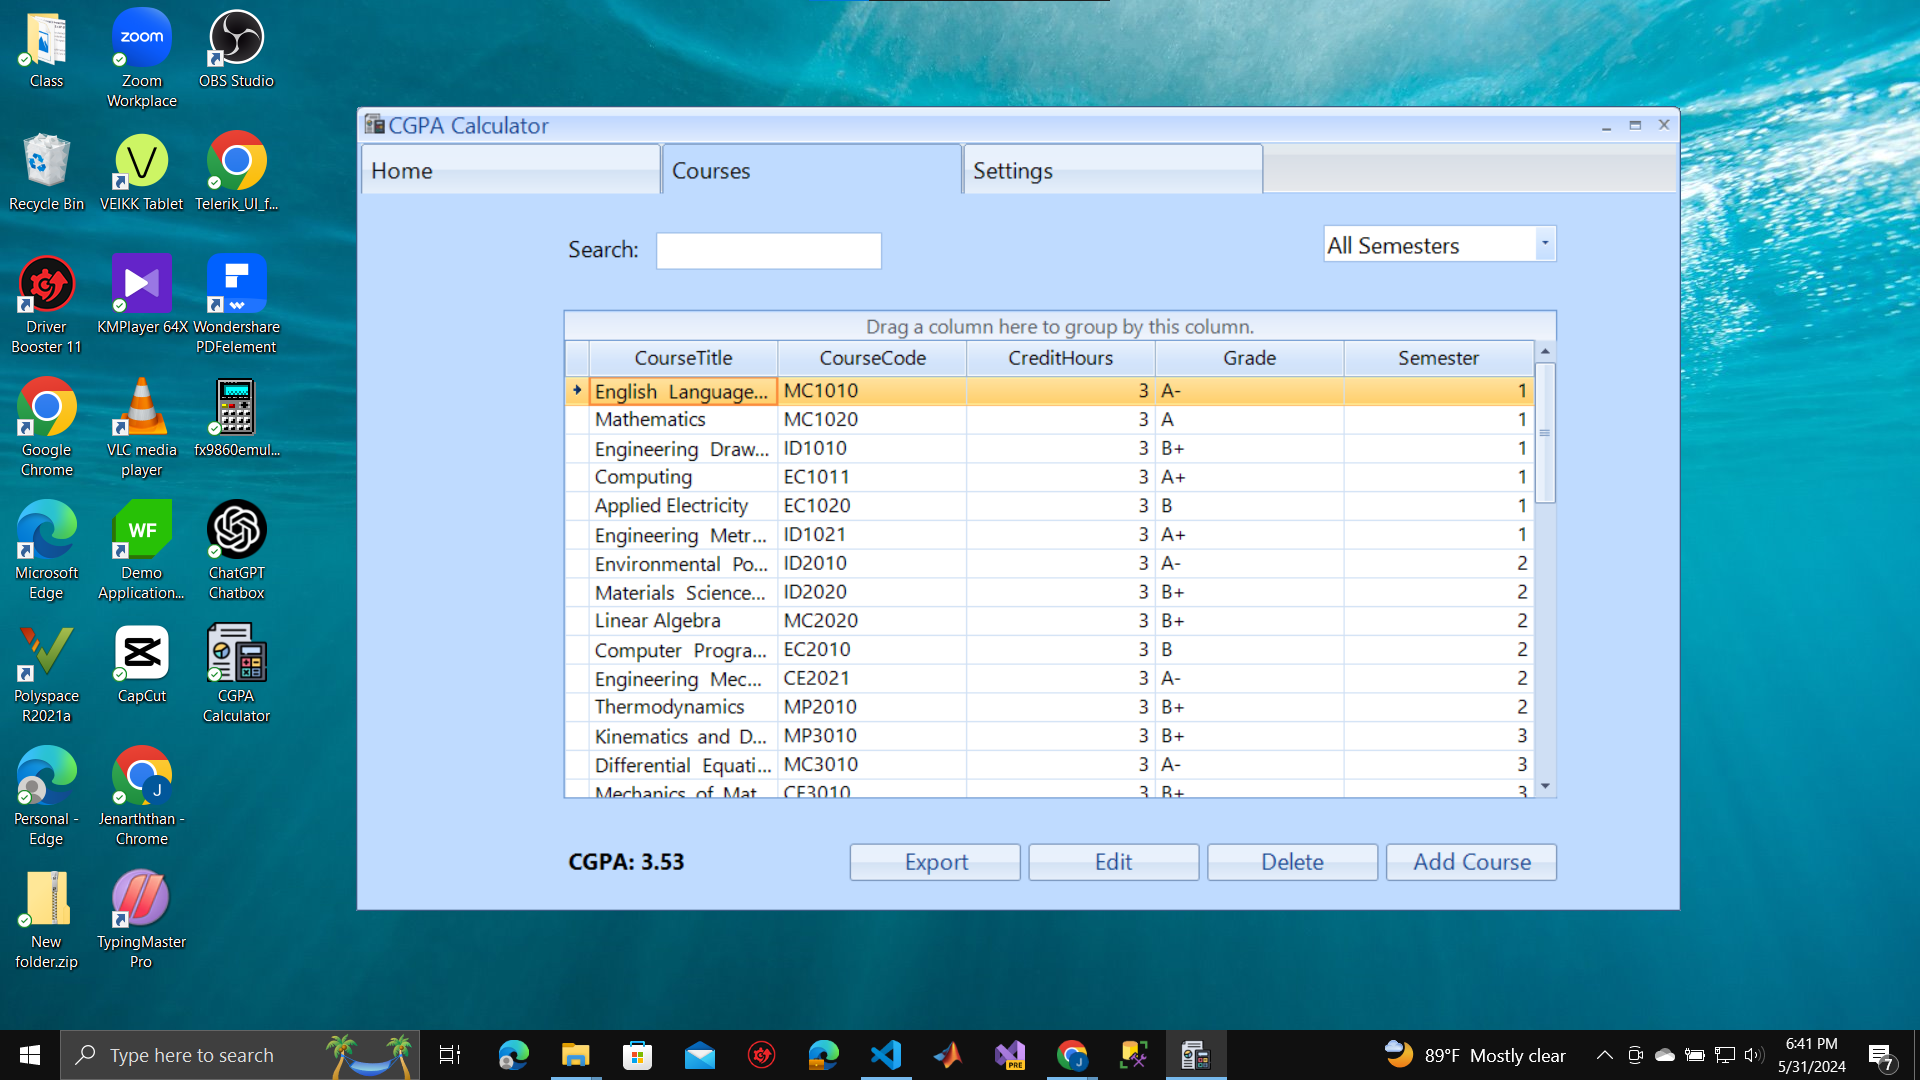 Class
zoom
Zoom
Workplace
OBS Studio
Recycle Bin
VEIKK Tablet
Telerik_UI_f...
Driver
Booster 11
KMPlayer 64X
Wondershare
PDFelement
Google
Chrome
VLC media
player
fx9860emul...
Microsoft
Edge
WF
Demo
Application...
ChatGPT
Chatbox
Polyspace
R2021a
CapCut
CGPA
Calculator
Personal -
Edge
J
Jenarththan -
Chrome
New
folder.zip
TypingMaster
Pro
CGPA Calculator
Home Courses Settings
Search: All Semesters
Drag a column here to group by this column.
CourseTitle CourseCode CreditHours Grade Semester
English Language... MC1010 3 A- 1
Mathematics MC1020 3 A 1
Engineering Draw... ID1010 3 B+ 1
Computing EC1011 3 A+ 1
Applied Electricity EC1020 3 B 1
Engineering Metr... ID1021 3 A+ 1
Environmental Po... ID2010 3 A- 2
Materials Science... ID2020 3 B+ 2
Linear Algebra MC2020 3 B+ 2
Computer Progra... EC2010 3 B 2
Engineering Mec... CE2021 3 A- 2
Thermodynamics MP2010 3 B+ 2
Kinematics and D... MP3010 3 B+ 3
Differential Equati... MC3010 3 A- 3
Mechanics of Mat... CE3010 3 B+ 3
CGPA: 3.53 Export Edit Delete Add Course
Type here to search
PRE
J
89°F Mostly clear
6:41 PM
5/31/2024
7